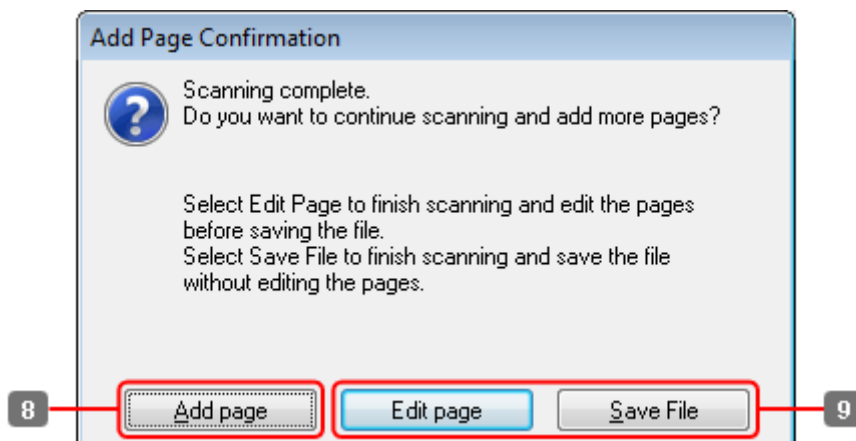 Add Page Confirmation
Scanning complete.
Do you want to continue scanning and add more pages?
Select Edit Page to finish scanning and edit the pages
before saving the file.
Select Save File to finish scanning and save the file
without editing the pages.
8 Add page Edit page Save File 9